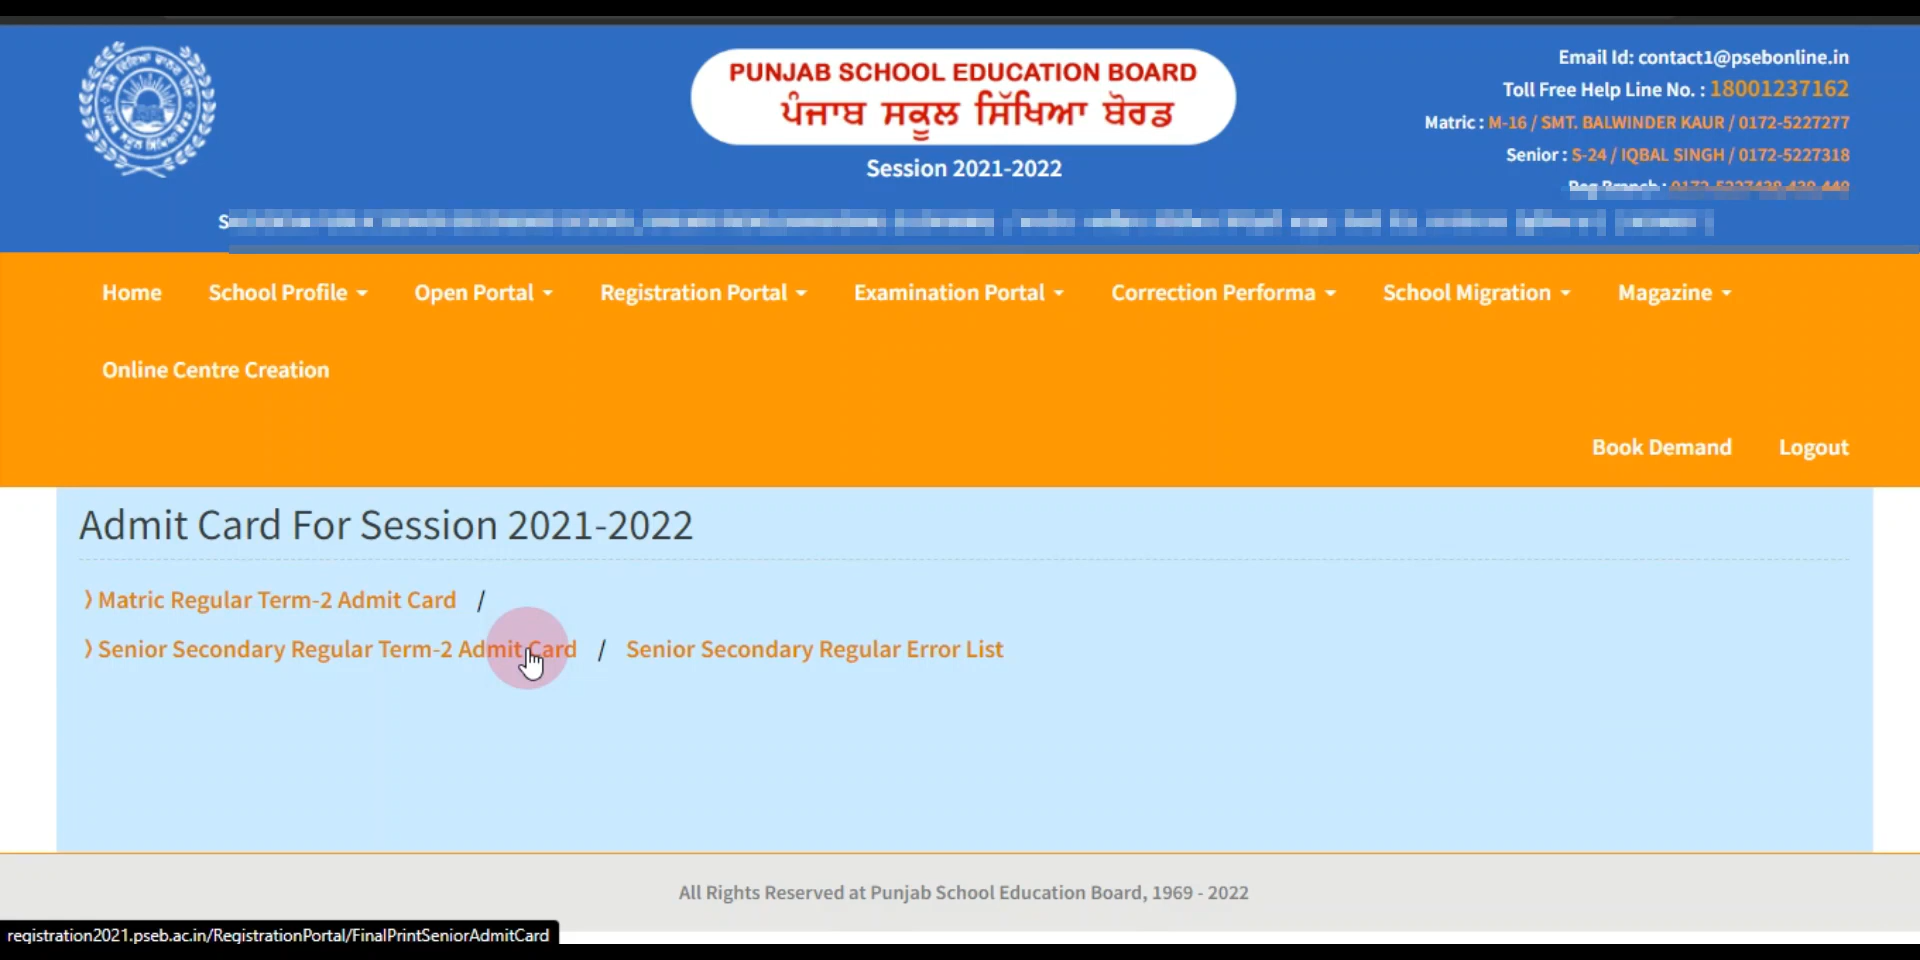 PUNJAB SCHOOL EDUCATION BOARD
ਪੰਜਾਬ ਸਕੂਲ ਸਿੱਖਿਆ ਬੋਰਡ
Session 2021-2022
Email Id: contact1@psebonline.in
Toll Free Help Line No. : 18001237162
Matric : M-16 / SMT. BALWINDER KAUR / 0172-5227277
Senior : S-24 / IQBAL SINGH / 0172-5227318
Home School Profile Open Portal Registration Portal Examination Portal Correction Performa School Migration Magazine
Online Centre Creation
Book Demand Logout
Admit Card For Session 2021-2022
⟩ Matric Regular Term-2 Admit Card /
⟩ Senior Secondary Regular Term-2 Admit Card / Senior Secondary Regular Error List
All Rights Reserved at Punjab School Education Board, 1969 - 2022
registration2021.pseb.ac.in/RegistrationPortal/FinalPrintSeniorAdmitCard